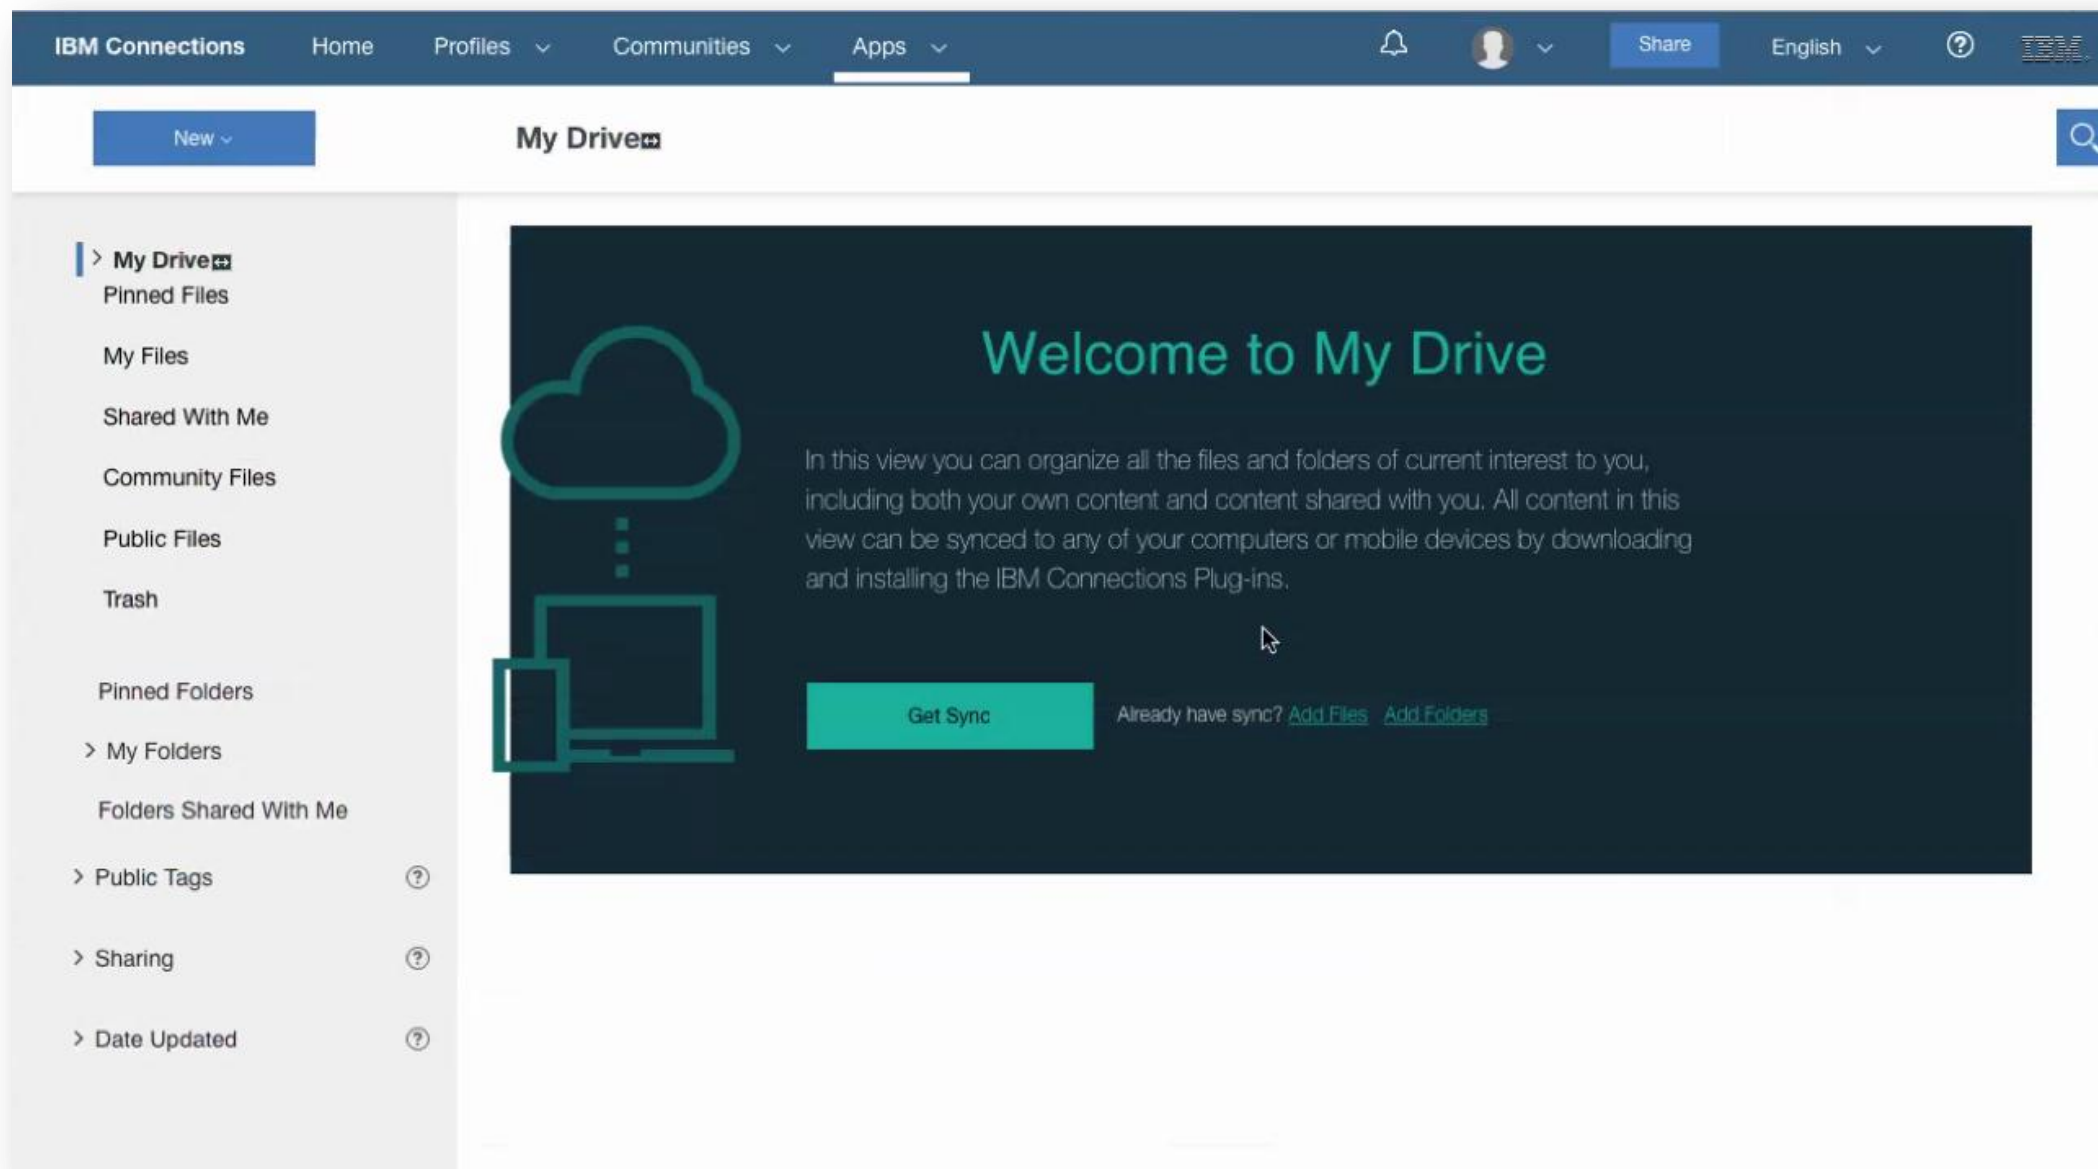 IBM Connections Home Profiles Communities Apps Share English IBM
New My Drive
My Drive
Pinned Files
My Files
Shared With Me
Community Files
Public Files
Trash
Pinned Folders
My Folders
Folders Shared With Me
Public Tags
Sharing
Date Updated
Welcome to My Drive
In this view you can organize all the files and folders of current interest to you,
including both your own content and content shared with you. All content in this
view can be synced to any of your computers or mobile devices by downloading
and installing the IBM Connections Plug-ins.
Get Sync Already have sync? Add Files Add Folders